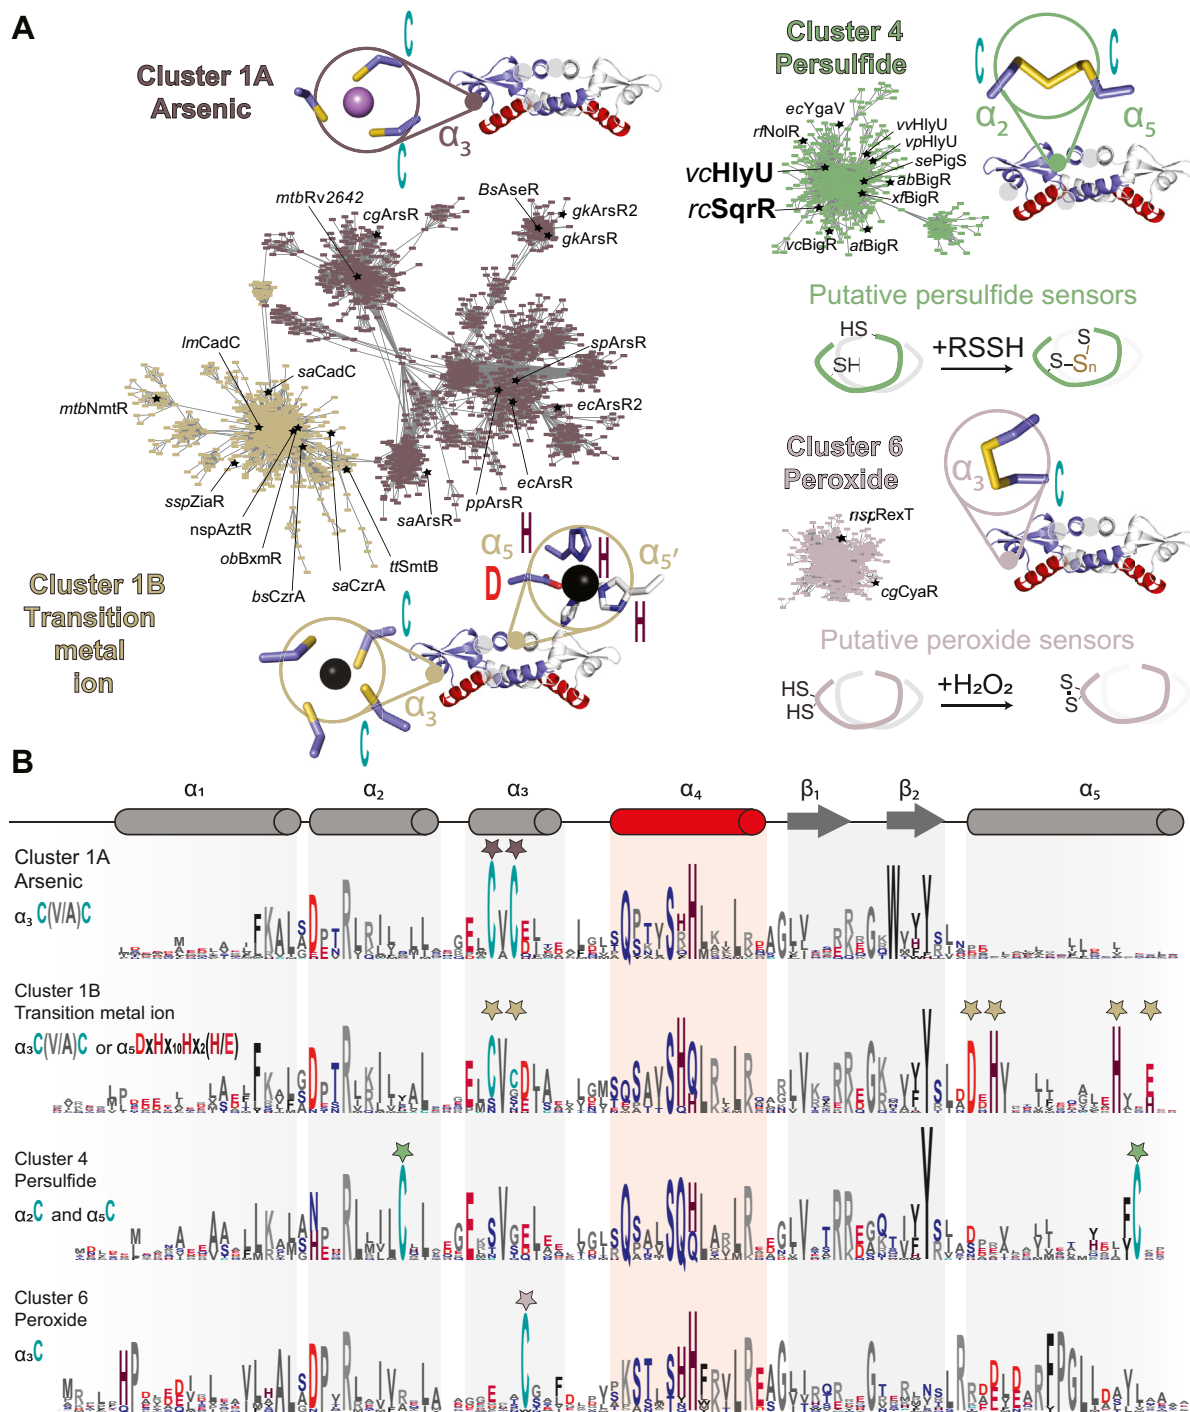 A
Cluster 1A
Arsenic
C
C
α₃
Cluster 4
Persulfide
C
C
α₂
α₅
ecYgaV
rlNolR
vvHlyU
vpHlyU
sePigS
vcHlyU
abBigR
xfBigR
rcSqrR
vcBigR
atBigR
mtbRv2642
cgArsR
BsAseR
gkArsR2
gkArsR
Putative persulfide sensors
HS
SH
+RSSH
S
S-Sn
lmCadC
saCadC
spArsR
mtbNmtR
ecArsR2
Cluster 6
Peroxide
α₃
C
sspZiaR
nspAztR
obBxmR
bsCzrA
saCzrA
ttSmtB
saArsR
ppArsR
ecArsR
nspRexT
cgCyaR
Cluster 1B
Transition
metal
ion
α₅
H
D
H
α₅′
H
C
α₃
C
Putative peroxide sensors
HS
HS
+H₂O₂
S
S
B
α₁ α₂ α₃ α₄ β₁ β₂ α₅
Cluster 1A
Arsenic
α₃ C(V/A)C
Cluster 1B
Transition metal ion
α₃C(V/A)C or α₅DxHx₁₀Hx₂(H/E)
Cluster 4
Persulfide
α₂C and α₅C
Cluster 6
Peroxide
α₃C